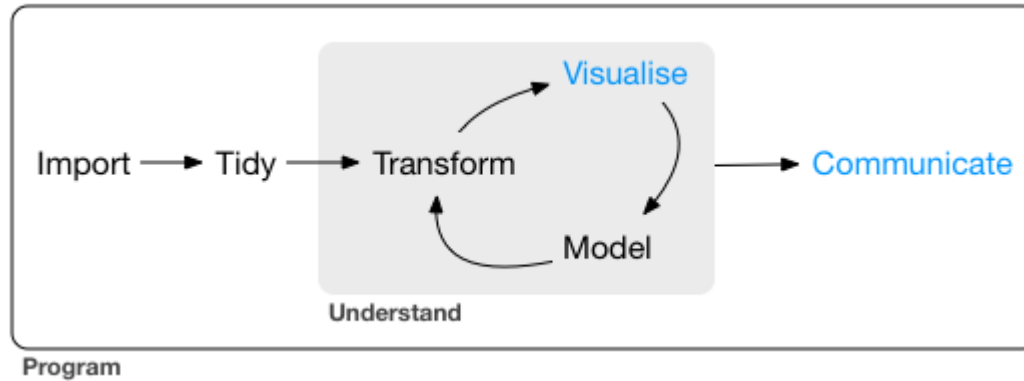 Visualise
Import
Tidy
Transform
Communicate
Model
Understand
Program